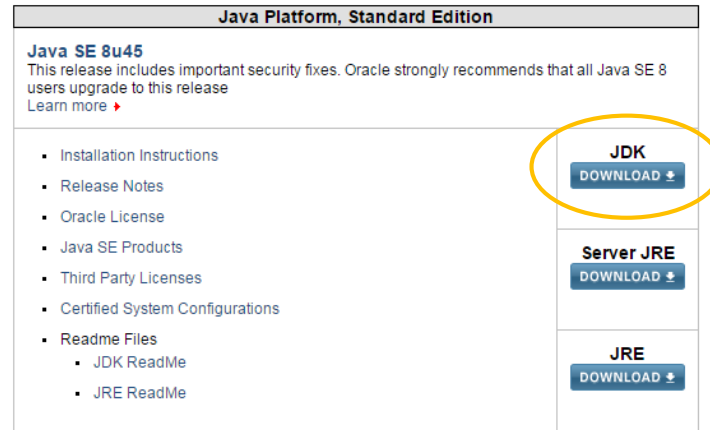 Java Platform, Standard Edition
Java SE 8u45
This release includes important security fixes. Oracle strongly recommends that all Java SE 8
users upgrade to this release
Learn more
Installation Instructions
Release Notes
Oracle License
Java SE Products
Third Party Licenses
Certified System Configurations
Readme Files
JDK ReadMe
JRE ReadMe
JDK
DOWNLOAD
Server JRE
DOWNLOAD
JRE
DOWNLOAD